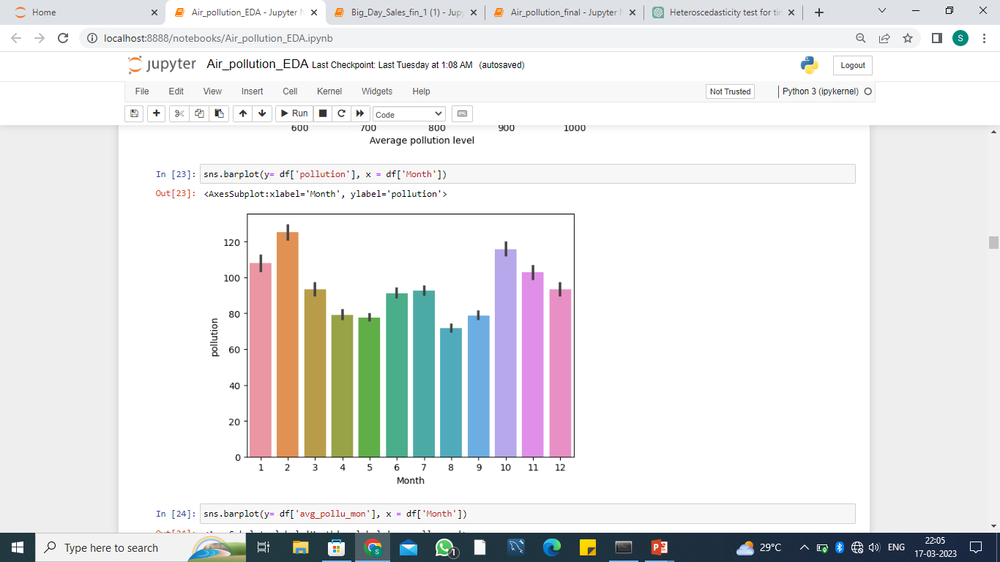 Home
Air_pollution_EDA - Jupyter N
Big_Day_Sales_fin_1 (1) - Jupy
Air_pollution_final - Jupyter N
Heteroscedasticity test for tim
localhost:8888/notebooks/Air_pollution_EDA.ipynb
S
jupyter Air_pollution_EDA Last Checkpoint: Last Tuesday at 1:08 AM (autosaved)
Logout
File Edit View Insert Cell Kernel Widgets Help
Not Trusted
Python 3 (ipykernel)
Run
Code
600 700 800 900 1000
Average pollution level
In [23]: sns.barplot(y= df['pollution'], x = df['Month'])
Out[23]: <AxesSubplot:xlabel='Month', ylabel='pollution'>
120
100
80
60
40
20
0
pollution
1 2 3 4 5 6 7 8 9 10 11 12
Month
In [24]: sns.barplot(y= df['avg_pollu_mon'], x = df['Month'])
Type here to search
1
29°C
ENG
22:05
17-03-2023